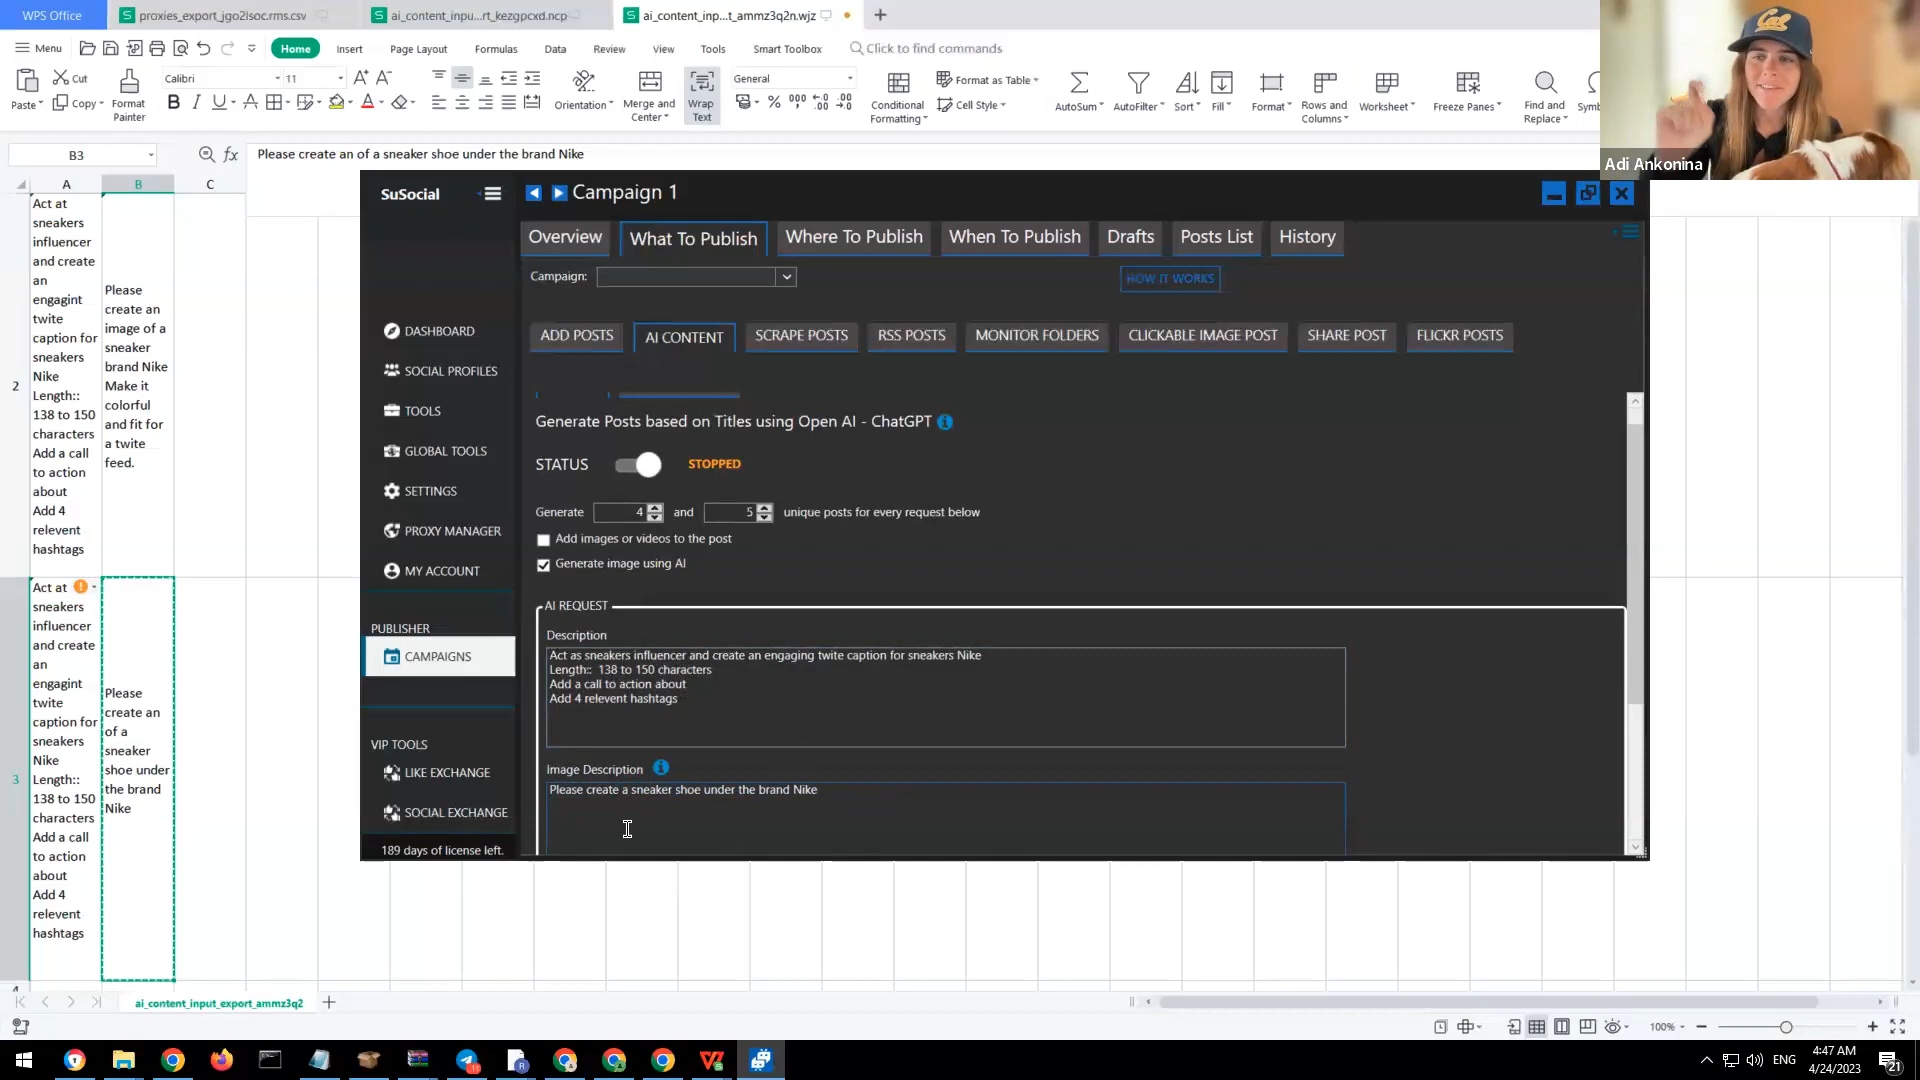 WPS Office
proxies_export_jgo2lsoc.rms.csv
ai_content_inpu...rt_kezgpcxd.ncp
ai_content_inp...t_ammz3q2n.wjz
Menu
Home
Insert
Page Layout
Formulas
Data
Review
View
Tools
Smart Toolbox
Click to find commands
Paste
Cut
Copy
Format
Painter
Calibri
11
B I U A
Orientation
Merge and
Center
Wrap
Text
General
Conditional
Formatting
Format as Table
Cell Style
AutoSum
AutoFilter
Sort
Fill
Format
Rows and
Columns
Worksheet
Freeze Panes
Find and
Replace
Symb
Cal
Adi Ankonina
B3
fx
Please create an of a sneaker shoe under the brand Nike
A
B
C
2
Act at
sneakers
influencer
and create
an
engagint
twite
caption for
sneakers
Nike
Length::
138 to 150
characters
Add a call
to action
about
Add 4
relevent
hashtags
Please
create an
image of a
sneaker
brand Nike
Make it
colorful
and fit for
a twite
feed.
3
Act at
sneakers
influencer
and create
an
engagint
twite
caption for
sneakers
Nike
Length::
138 to 150
characters
Add a call
to action
about
Add 4
relevent
hashtags
Please
create an
of a
sneaker
shoe under
the brand
Nike
4
SuSocial
Campaign 1
Overview
What To Publish
Where To Publish
When To Publish
Drafts
Posts List
History
Campaign:
HOW IT WORKS
DASHBOARD
SOCIAL PROFILES
TOOLS
GLOBAL TOOLS
SETTINGS
PROXY MANAGER
MY ACCOUNT
PUBLISHER
CAMPAIGNS
VIP TOOLS
LIKE EXCHANGE
SOCIAL EXCHANGE
189 days of license left.
ADD POSTS
AI CONTENT
SCRAPE POSTS
RSS POSTS
MONITOR FOLDERS
CLICKABLE IMAGE POST
SHARE POST
FLICKR POSTS
Generate Posts based on Titles using Open AI - ChatGPT
STATUS
STOPPED
Generate 4 and 5 unique posts for every request below
Add images or videos to the post
Generate image using AI
AI REQUEST
Description
Act as sneakers influencer and create an engaging twite caption for sneakers Nike
Length:: 138 to 150 characters
Add a call to action about
Add 4 relevent hashtags
Image Description
Please create a sneaker shoe under the brand Nike
ai_content_input_export_ammz3q2
100%
ENG
4:47 AM
4/24/2023
21